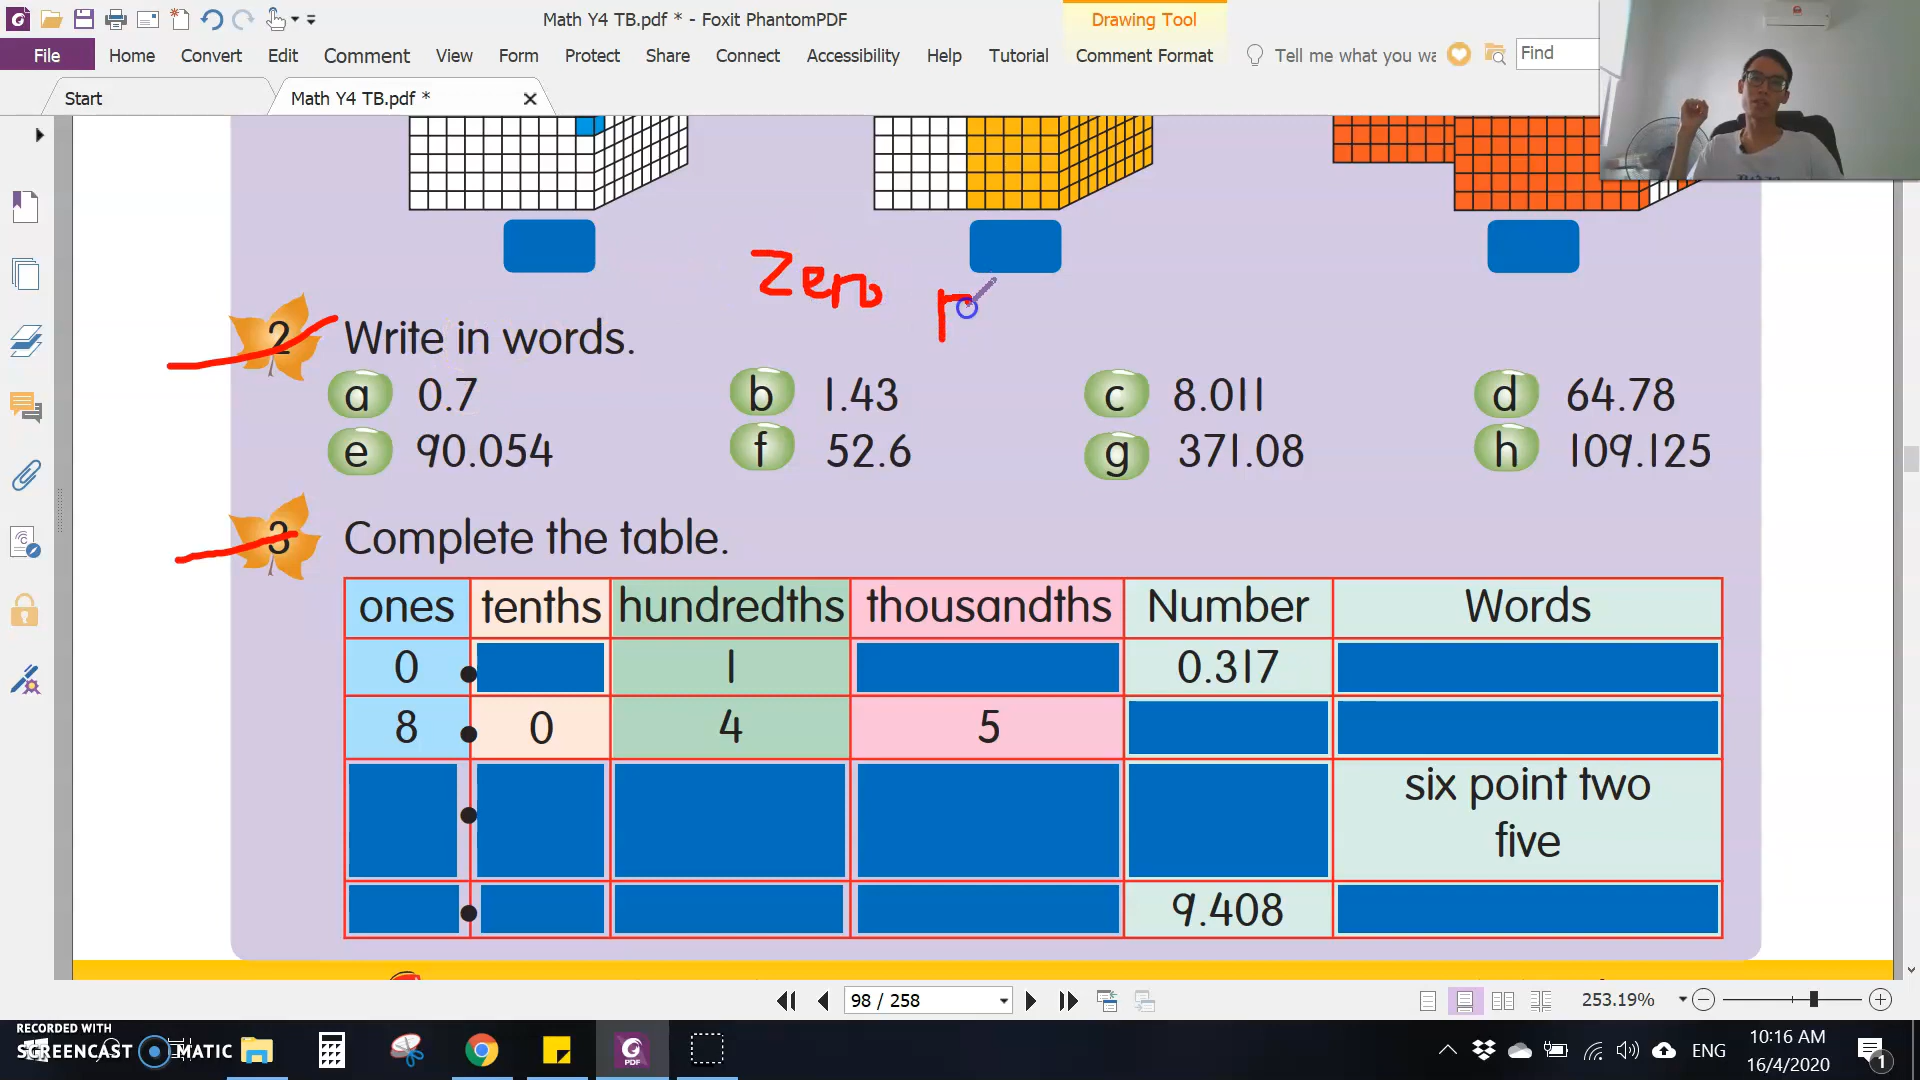 Math Y4 TB.pdf * - Foxit PhantomPDF
Drawing Tool
File Home Convert Edit Comment View Form Protect Share Connect Accessibility Help Tutorial Comment Format Tell me what you wa Find
Start Math Y4 TB.pdf *
Zero
2 Write in words.
a 0.7 b 1.43 c 8.011 d 64.78
e 90.054 f 52.6 g 371.08 h 109.125
3 Complete the table.
ones tenths hundredths thousandths Number Words
0 . 1 0.317
8 . 0 4 5
six point two
five
9.408
98 / 258 253.19%
RECORDED WITH
SCREENCAST MATIC
PDF
ENG
10:16 AM
16/4/2020
1